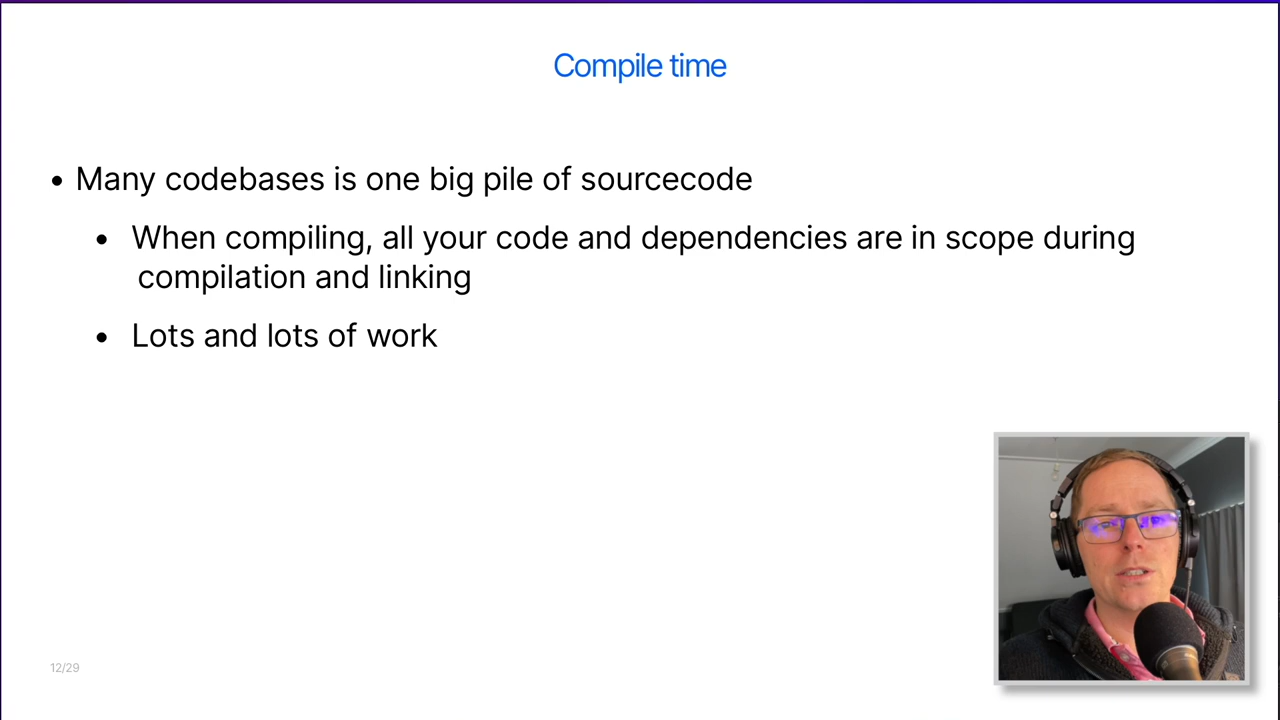 Compile time
• Many codebases is one big pile of sourcecode
• When compiling, all your code and dependencies are in scope during
compilation and linking
• Lots and lots of work
12/29